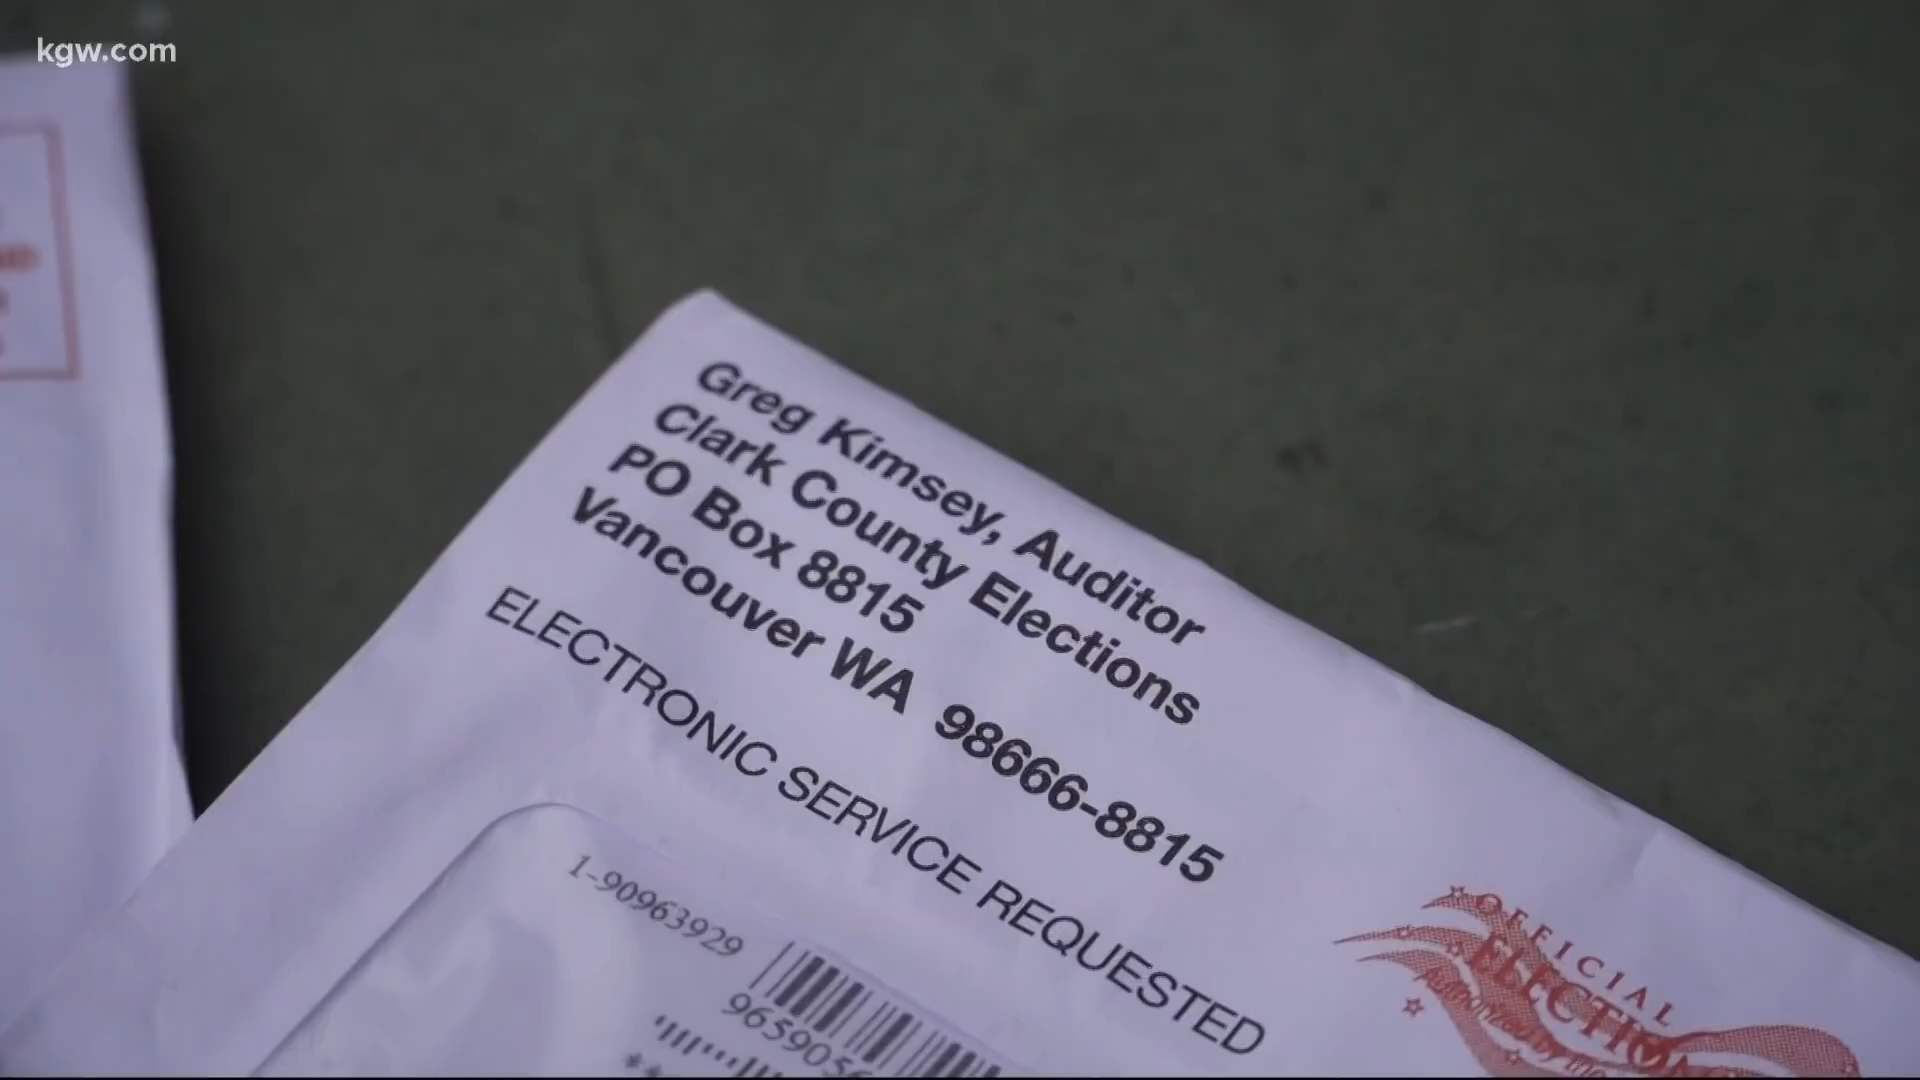 kgw.com
Greg Kimsey, Auditor
Clark County Elections
PO Box 8815
Vancouver WA 98666-8815
ELECTRONIC SERVICE REQUESTED
1-90963929
OFFICIAL
ELECTION